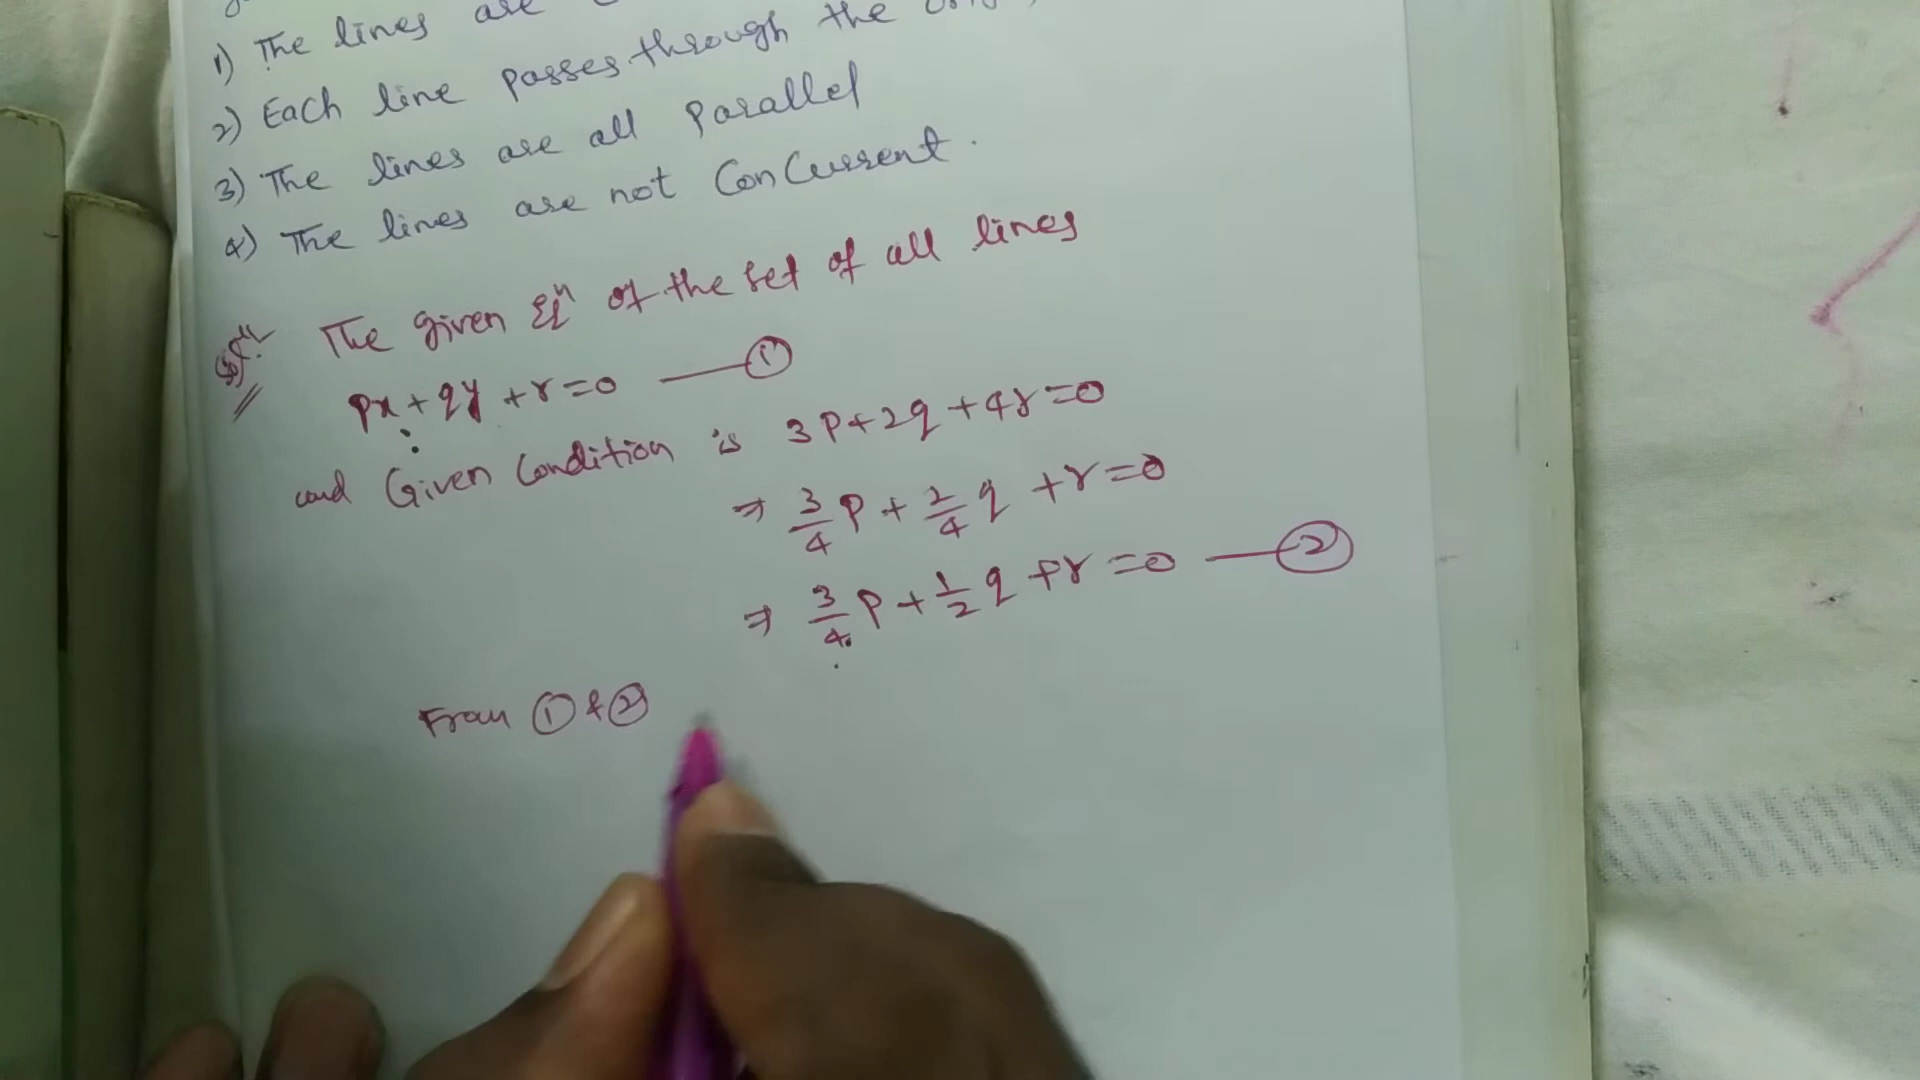 1) The lines are
2) Each line passes through the
3) The lines are all parallel
4) The lines are not Concurrent.
Sol: The given Eqn of the set of all lines
px + qy + r = 0 — ①
and Given Condition is 3p + 2q + 4r = 0
⇒ 3/4 p + 2/4 q + r = 0
⇒ 3/4 p + 1/2 q + r = 0 — ②
From ① & ②